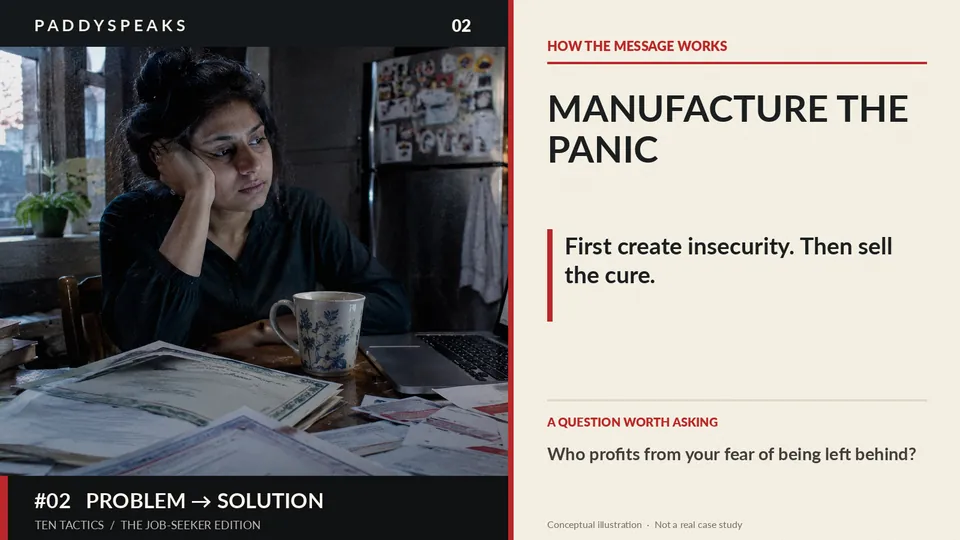 PADDYSPEAKS
02
#02 PROBLEM → SOLUTION
TEN TACTICS / THE JOB-SEEKER EDITION
HOW THE MESSAGE WORKS
MANUFACTURE THE
PANIC
First create insecurity. Then sell
the cure.
A QUESTION WORTH ASKING
Who profits from your fear of being left behind?
Conceptual illustration · Not a real case study